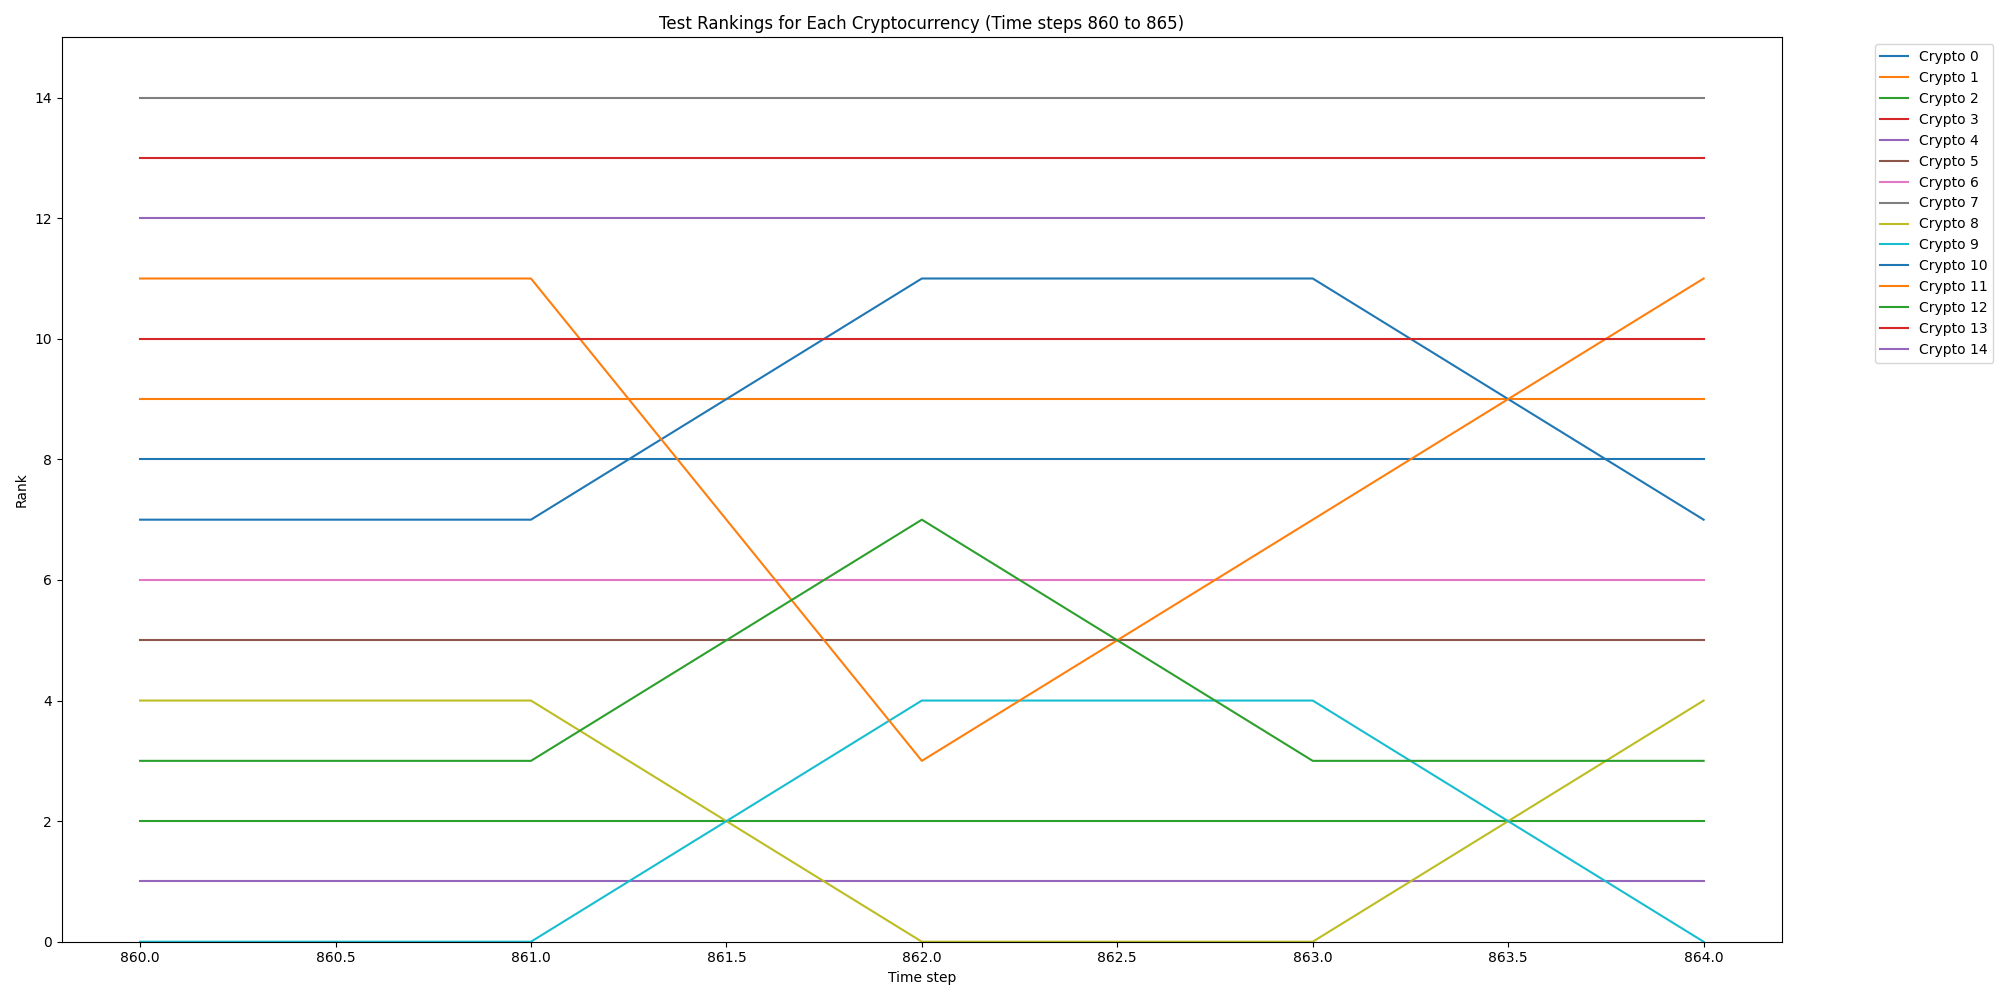 Test Rankings for Each Cryptocurrency (Time steps 860 to 865)
Crypto 0
Crypto 1
Crypto 2
Crypto 3
Crypto 4
Crypto 5
Crypto 6
Crypto 7
Crypto 8
Crypto 9
Crypto 10
Crypto 11
Crypto 12
Crypto 13
Crypto 14
Rank
14
12
10
8
6
4
2
0
860.0 860.5 861.0 861.5 862.0 862.5 863.0 863.5 864.0
Time step